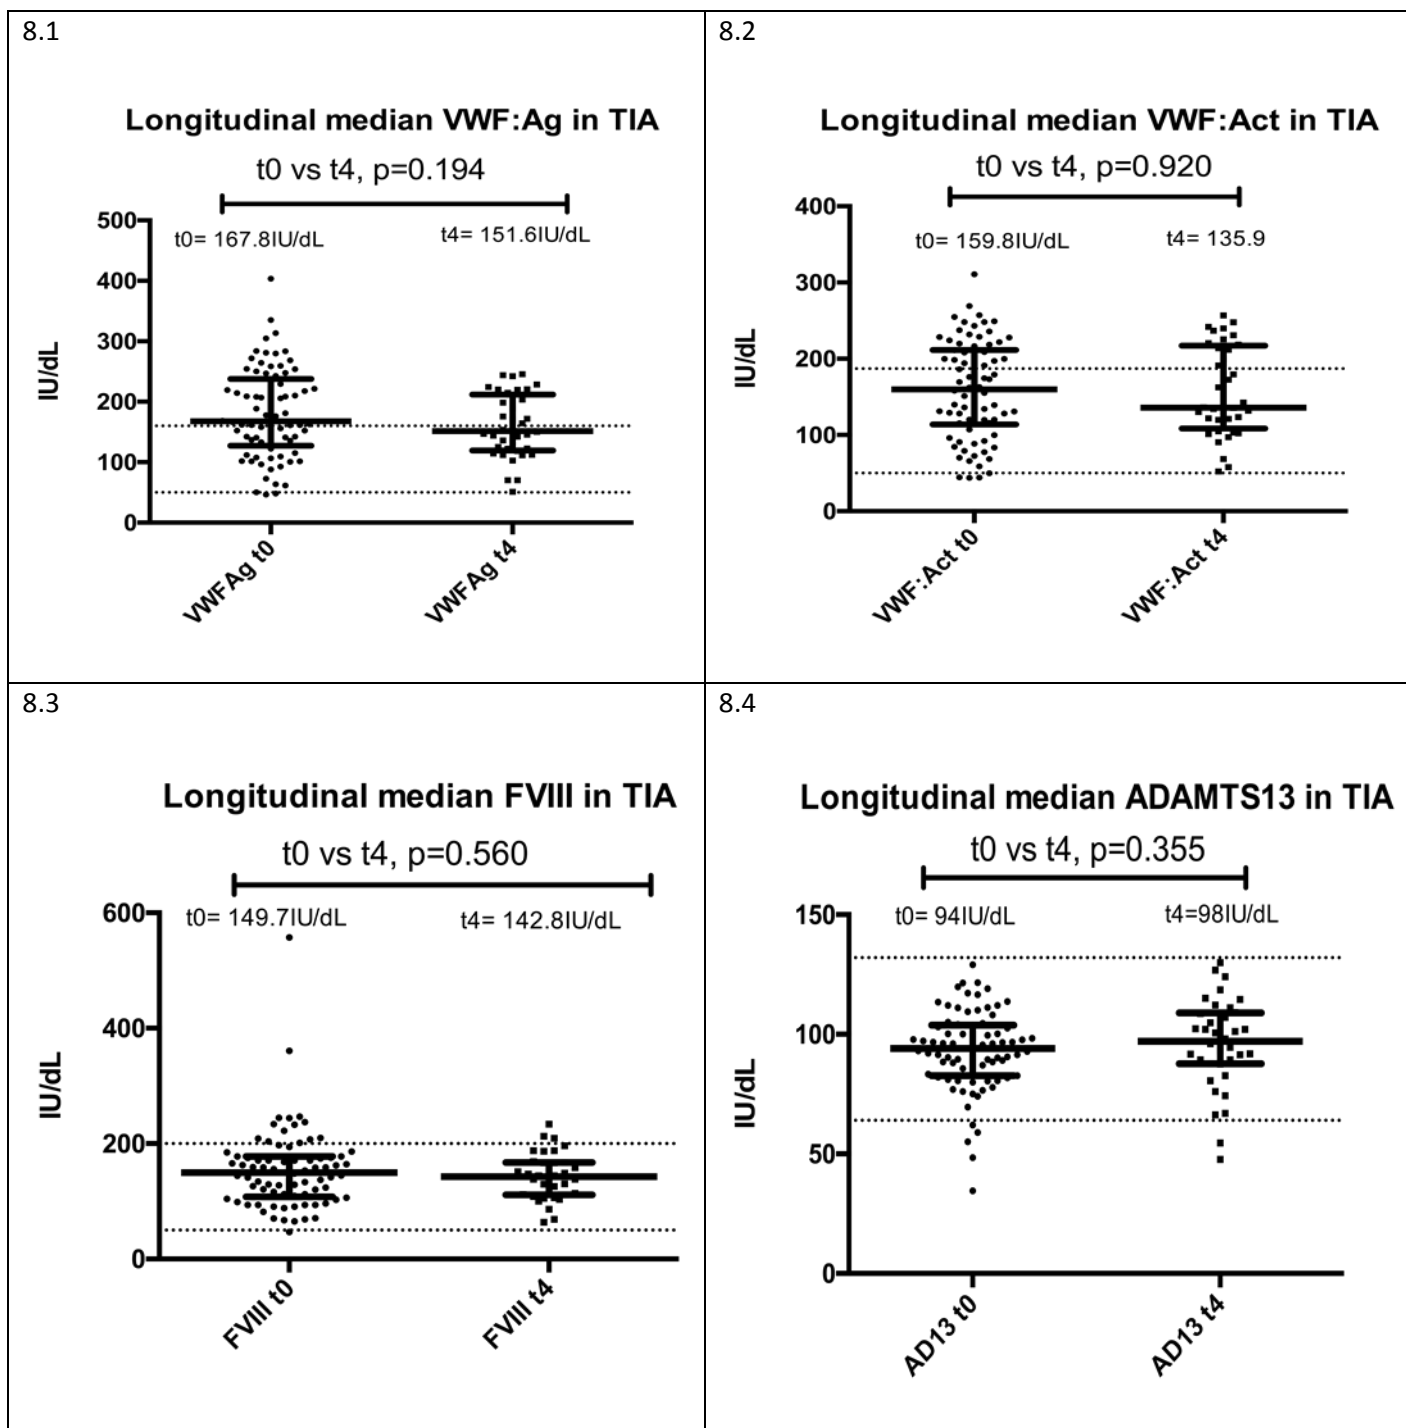 8.1
Longitudinal median VWF:Ag in TIA
t0 vs t4, p=0.194
t0= 167.8IU/dL
t4= 151.6IU/dL
500
400
300
200
100
0
IU/dL
VWFAg t0
VWFAg t4
8.2
Longitudinal median VWF:Act in TIA
t0 vs t4, p=0.920
t0= 159.8IU/dL
t4= 135.9
400
300
200
100
0
IU/dL
VWF:Act t0
VWF:Act t4
8.3
Longitudinal median FVIII in TIA
t0 vs t4, p=0.560
t0= 149.7IU/dL
t4= 142.8IU/dL
600
400
200
0
IU/dL
FVIII t0
FVIII t4
8.4
Longitudinal median ADAMTS13 in TIA
t0 vs t4, p=0.355
t0= 94IU/dL
t4=98IU/dL
150
100
50
0
IU/dL
AD13 t0
AD13 t4